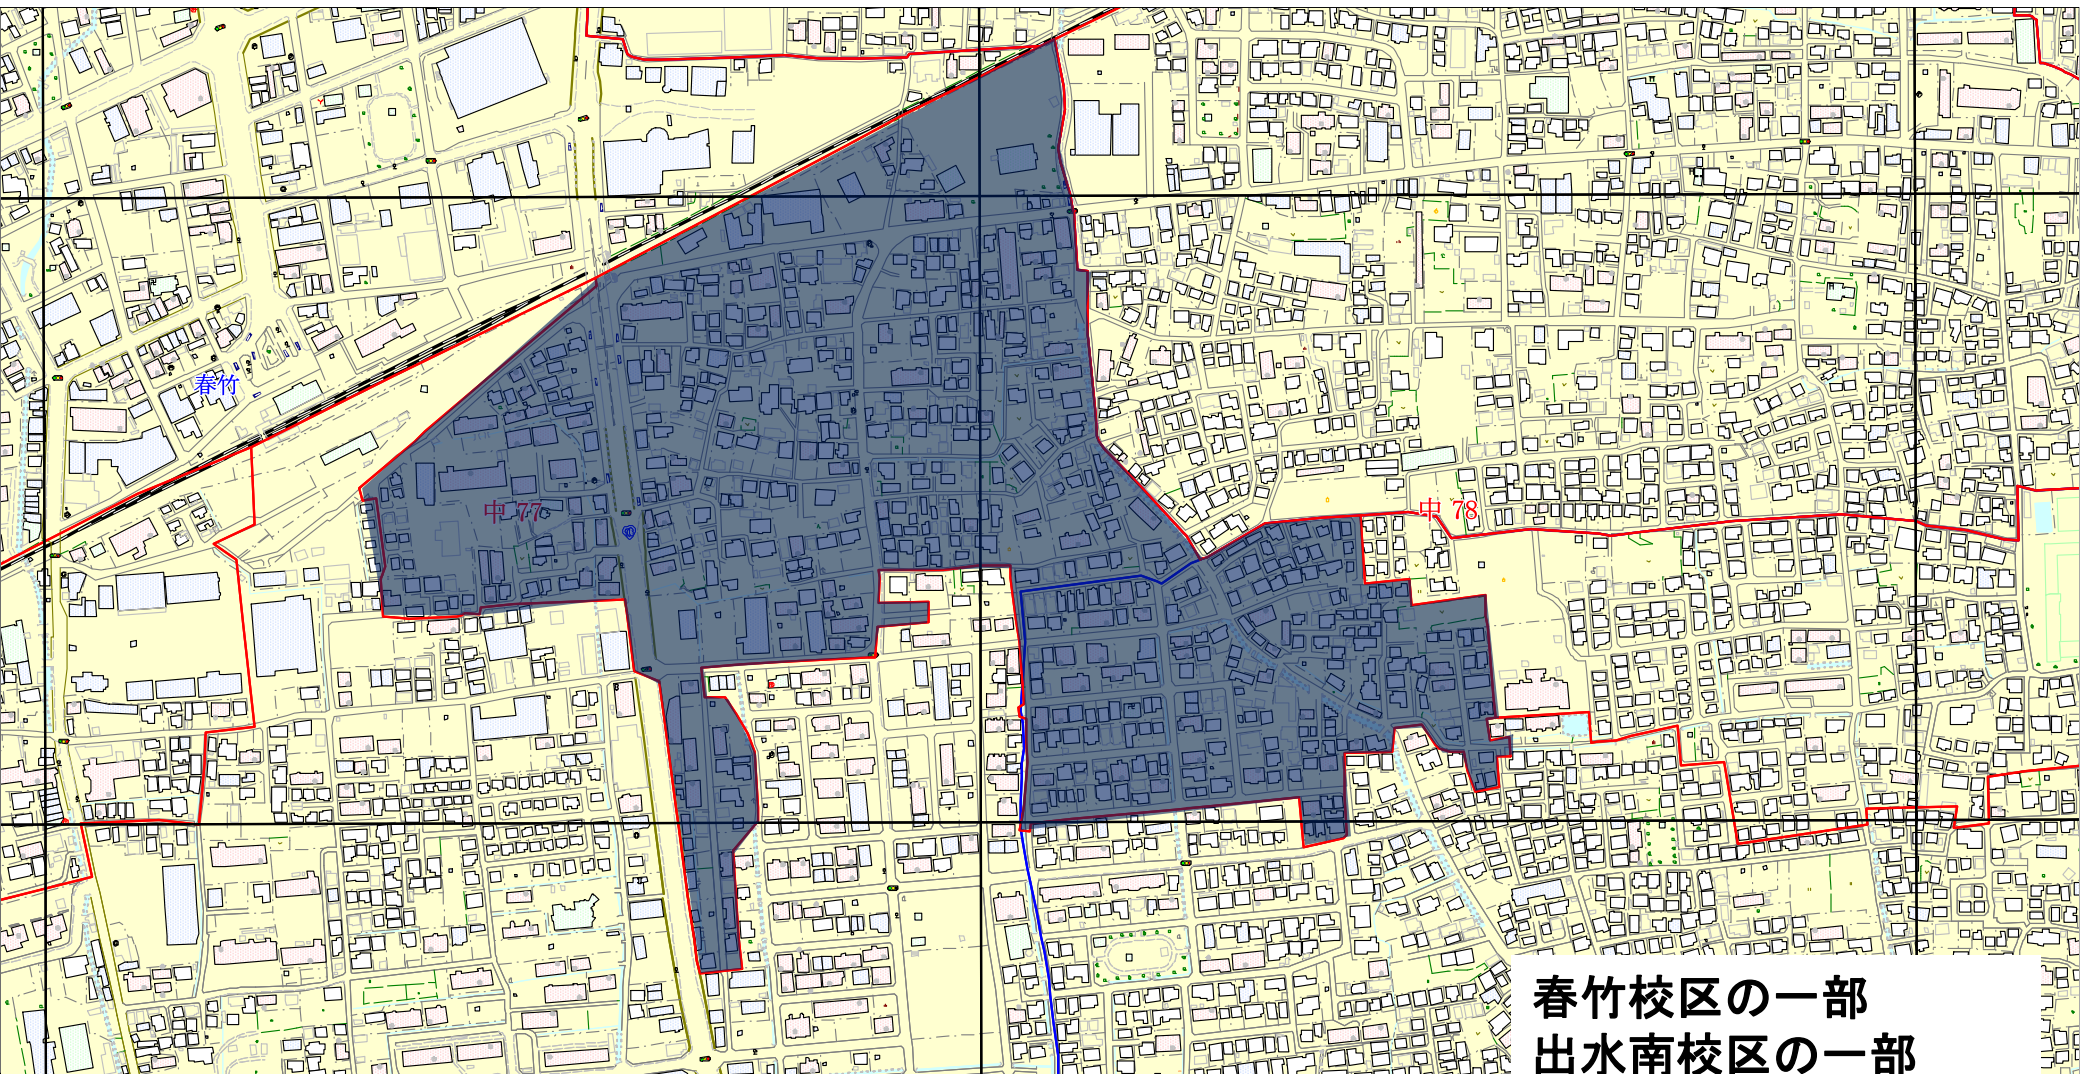 春竹
中 77
中 78
春竹校区の一部
出水南校区の一部